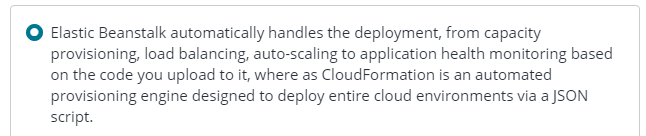 Elastic Beanstalk automatically handles the deployment, from capacity
provisioning, load balancing, auto-scaling to application health monitoring based
on the code you upload to it, where as CloudFormation is an automated
provisioning engine designed to deploy entire cloud environments via a JSON
script.